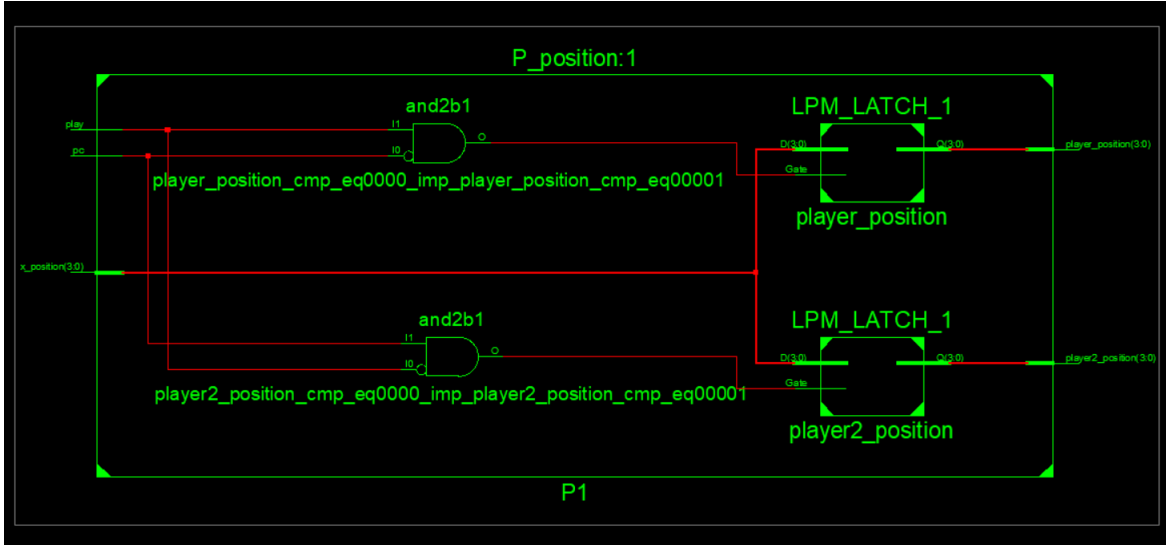 P_position:1
and2b1
LPM_LATCH_1
play
I1
O
D(3:0)
Q(3:0)
player_position(3:0)
pc
I0
Gate
player_position_cmp_eq0000_imp_player_position_cmp_eq00001
player_position
x_position(3:0)
and2b1
LPM_LATCH_1
I1
O
D(3:0)
Q(3:0)
player2_position(3:0)
I0
Gate
player2_position_cmp_eq0000_imp_player2_position_cmp_eq00001
player2_position
P1